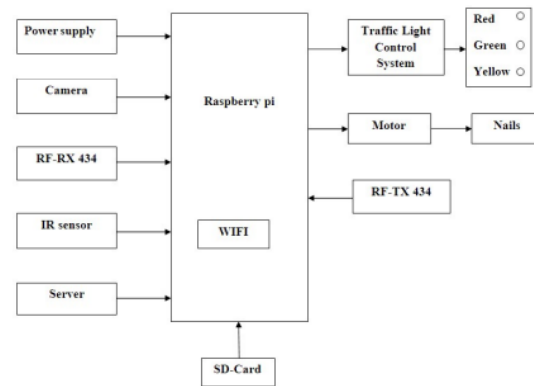 Power supply
Camera
RF-RX 434
IR sensor
Server
Raspberry pi
WIFI
SD-Card
Traffic Light
Control
System
Red
Green
Yellow
Motor
Nails
RF-TX 434